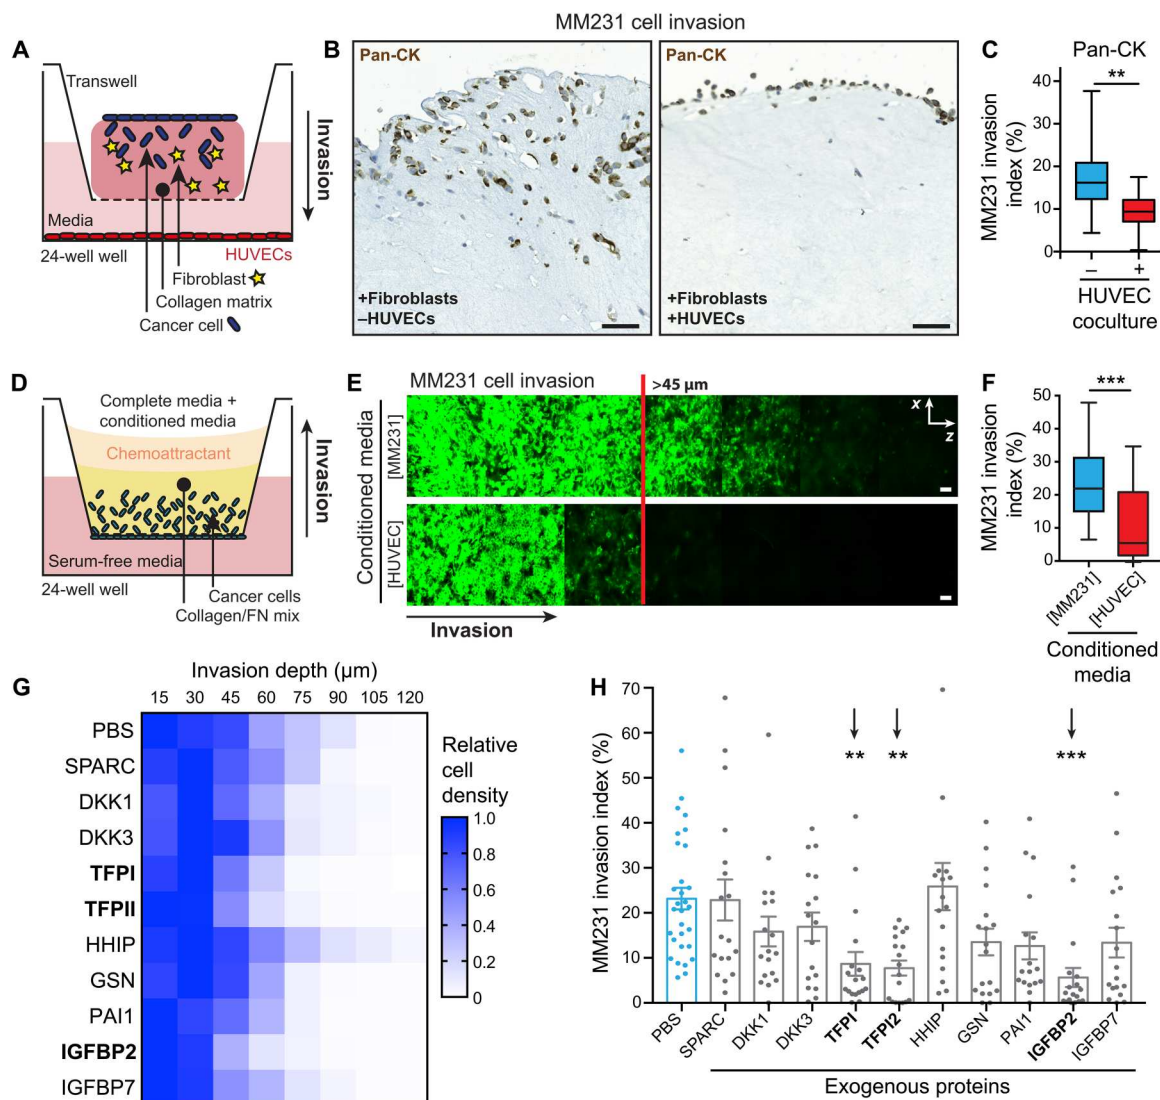 MM231 cell invasion
A
Transwell
Invasion
Media
24-well well
HUVECs
Fibroblast
Collagen matrix
Cancer cell
B
Pan-CK
+Fibroblasts
–HUVECs
Pan-CK
+Fibroblasts
+HUVECs
C
Pan-CK
**
MM231 invasion
index (%)
40
30
20
10
0
– +
HUVEC
coculture
D
Complete media +
conditioned media
Chemoattractant
Invasion
Serum-free media
24-well well
Cancer cells
Collagen/FN mix
E
MM231 cell invasion
>45 µm
Conditioned media
[MM231]
[HUVEC]
x
z
Invasion
F
***
MM231 invasion
index (%)
50
40
30
20
10
0
[MM231]
[HUVEC]
Conditioned
media
G
Invasion depth (µm)
15 30 45 60 75 90 105 120
PBS
SPARC
DKK1
DKK3
TFPI
TFPII
HHIP
GSN
PAI1
IGFBP2
IGFBP7
Relative
cell
density
1.0
0.8
0.6
0.4
0.2
0
H
MM231 invasion index (%)
70
60
50
40
30
20
10
0
** ** ***
PBS SPARC DKK1 DKK3 TFPI TFPI2 HHIP GSN PAI1 IGFBP2 IGFBP7
Exogenous proteins